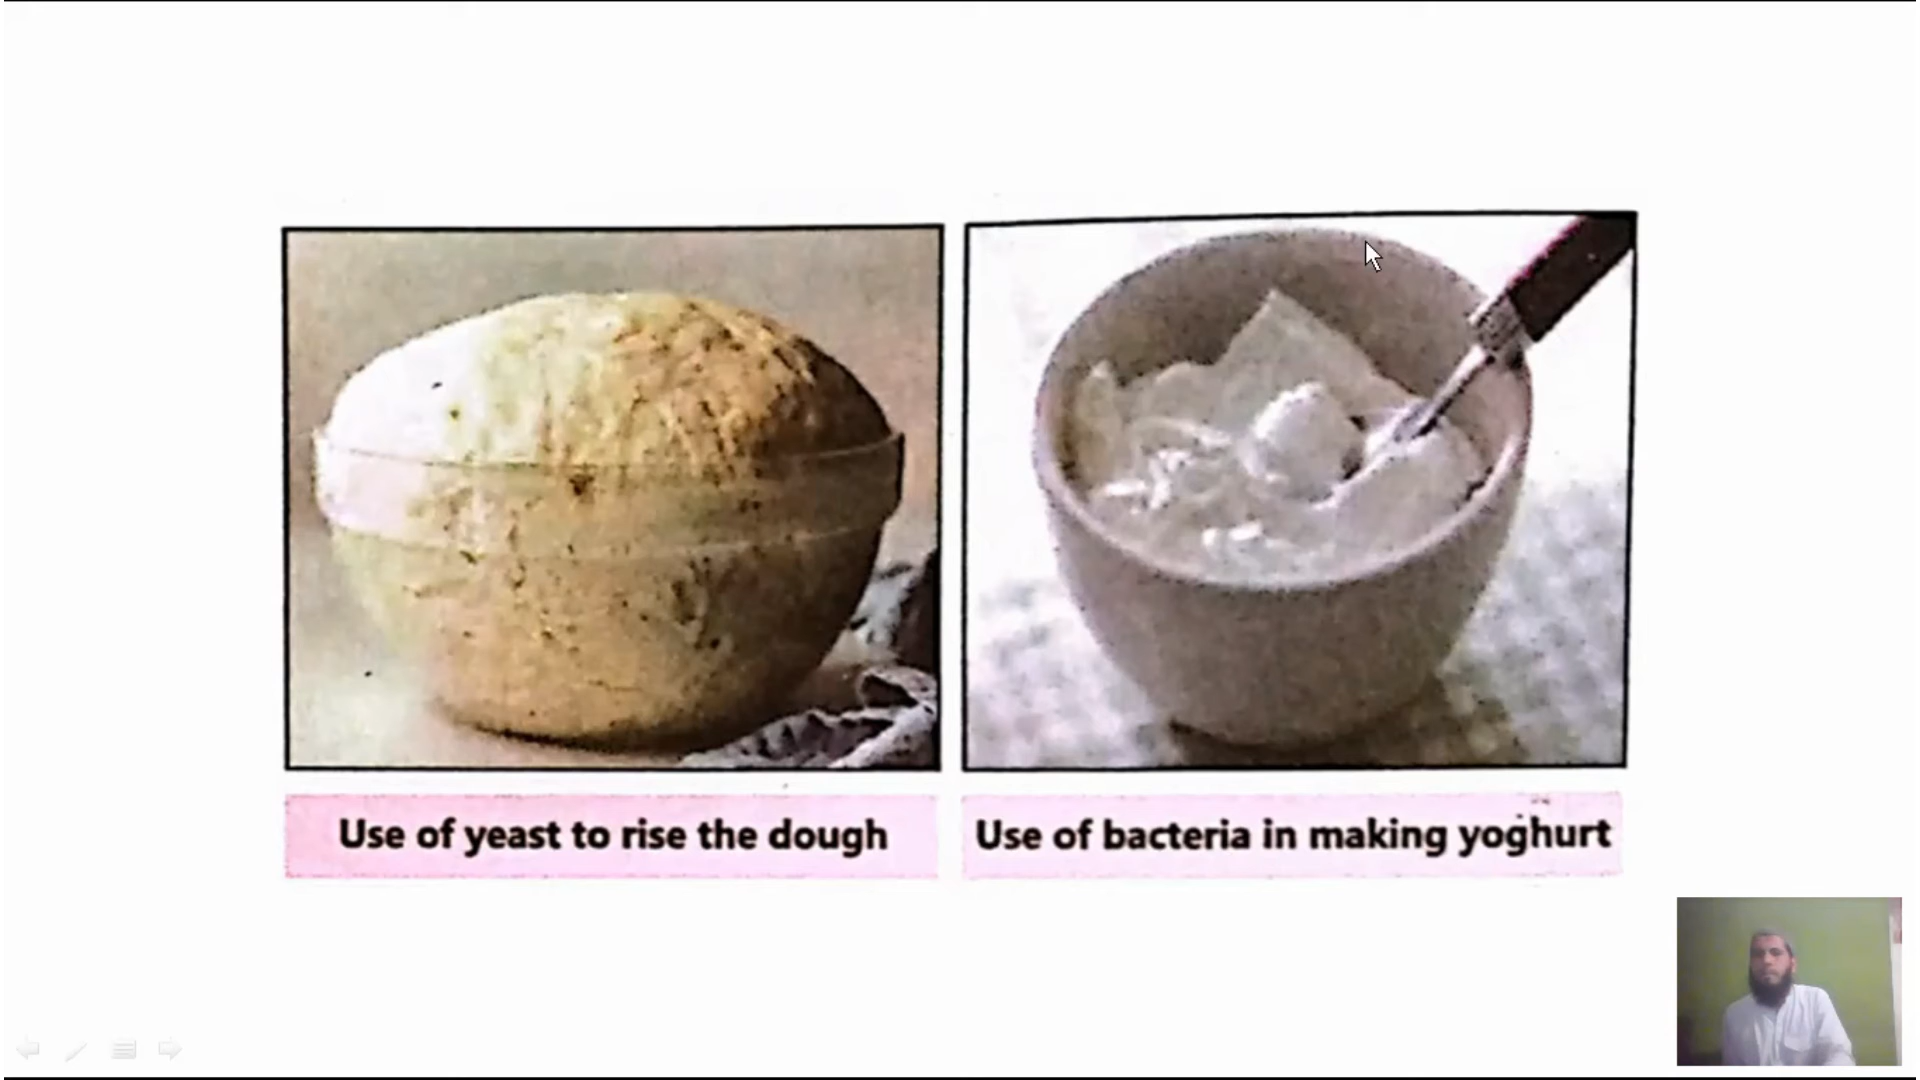 Use of yeast to rise the dough
Use of bacteria in making yoghurt